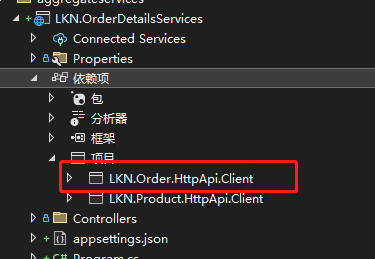 aggregateservices
LKN.OrderDetailsServices
Connected Services
Properties
依赖项
包
分析器
框架
项目
LKN.Order.HttpApi.Client
LKN.Product.HttpApi.Client
Controllers
appsettings.json
Program.cs